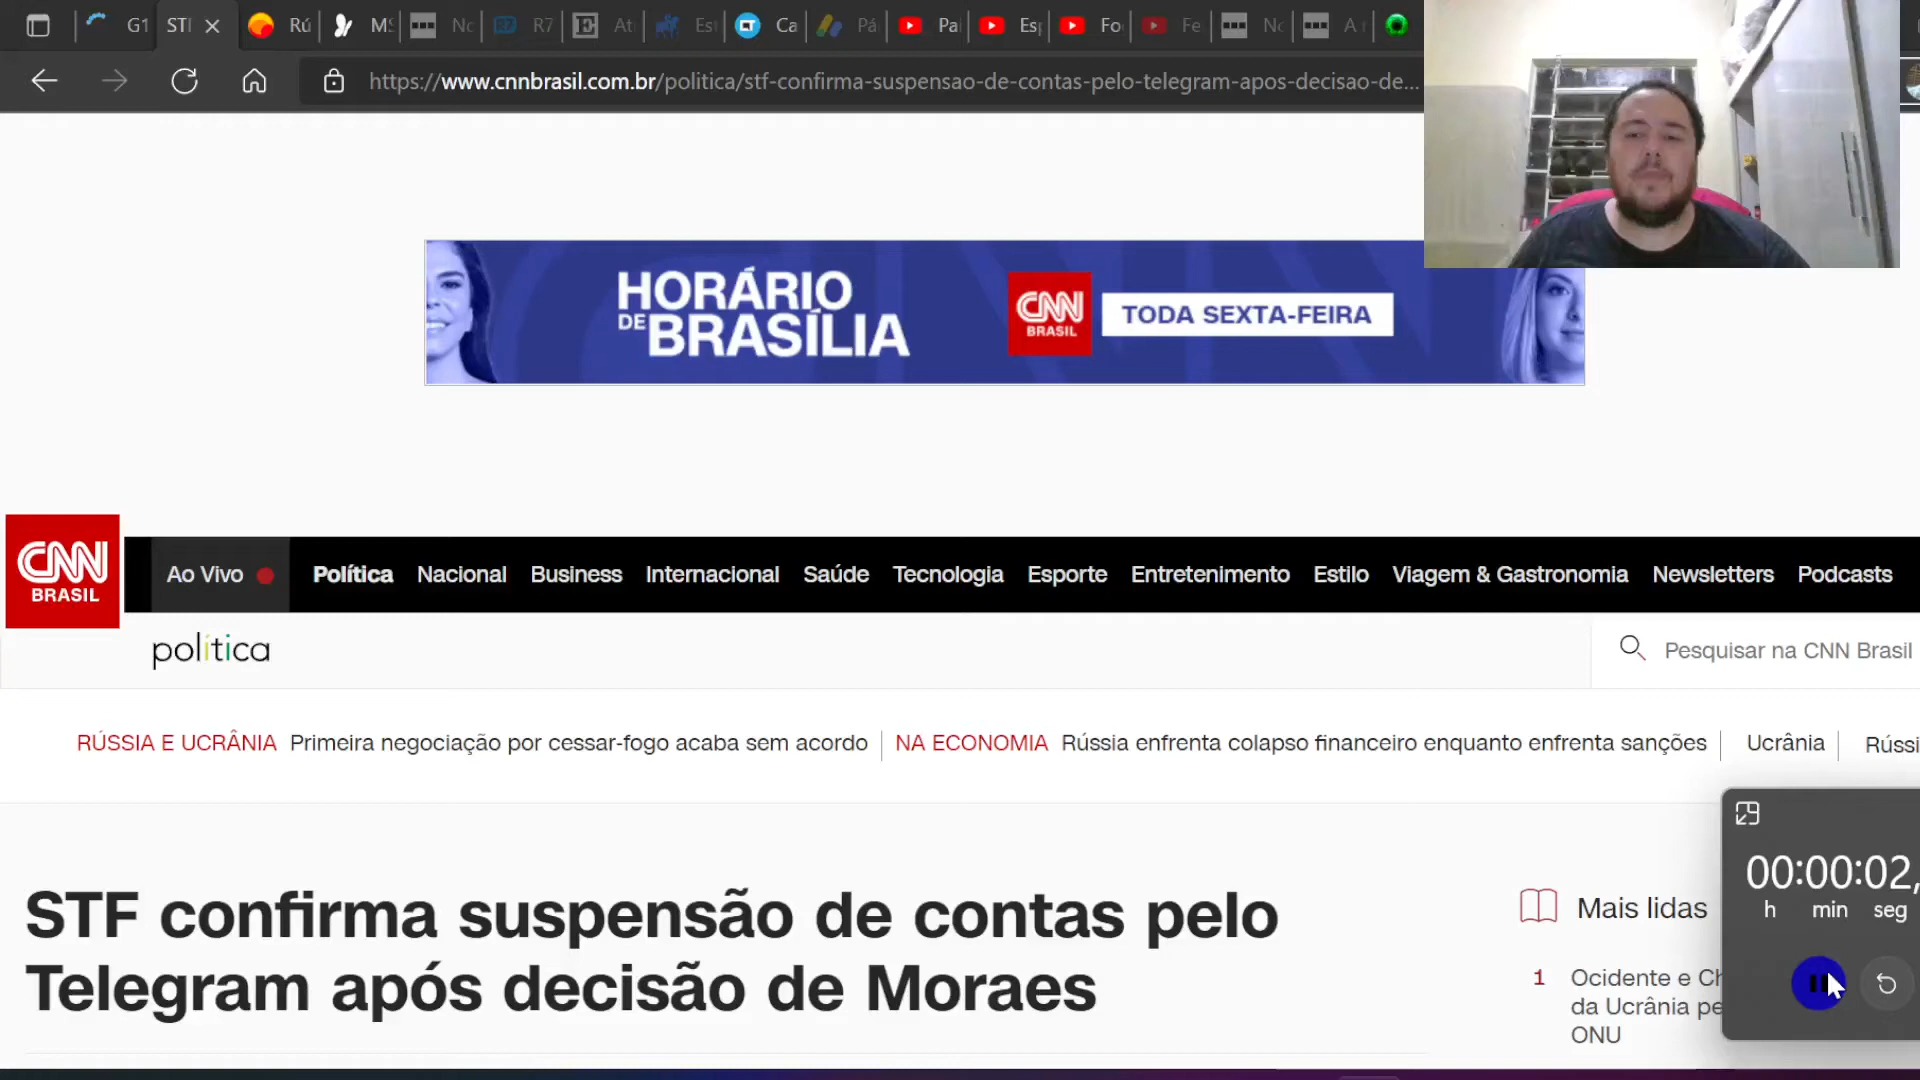 G1
STI
Rú
MS
Nc
R7
At
Est
Ca
Pá
Pai
Esp
Fo
Fe
Nc
A r
https://www.cnnbrasil.com.br/politica/stf-confirma-suspensao-de-contas-pelo-telegram-apos-decisao-de...
HORÁRIO
DE BRASÍLIA
CNN
BRASIL
TODA SEXTA-FEIRA
CNN
BRASIL
Ao Vivo Política Nacional Business Internacional Saúde Tecnologia Esporte Entretenimento Estilo Viagem & Gastronomia Newsletters Podcasts
política
Pesquisar na CNN Brasil
RÚSSIA E UCRÂNIA Primeira negociação por cessar-fogo acaba sem acordo NA ECONOMIA Rússia enfrenta colapso financeiro enquanto enfrenta sanções Ucrânia Rússi
STF confirma suspensão de contas pelo
Telegram após decisão de Moraes
Mais lidas
1 Ocidente e Ch
da Ucrânia pe
ONU
00:00:02,
h min seg